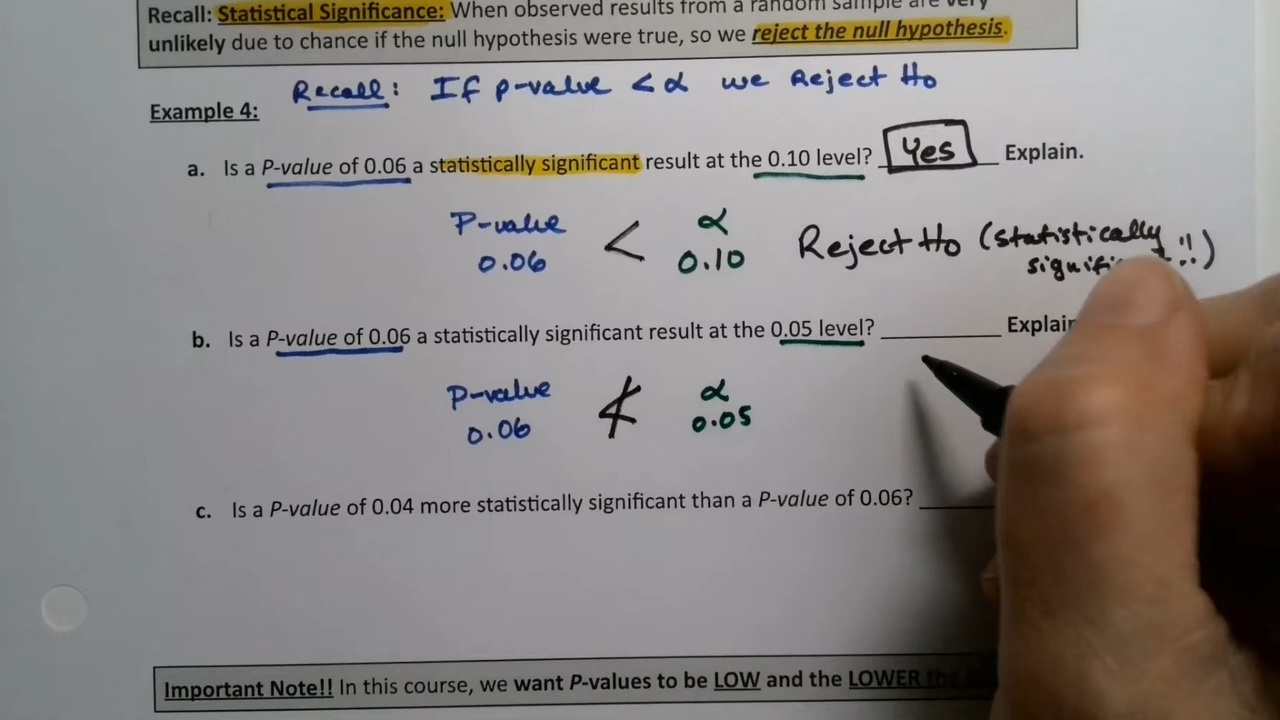 Recall: Statistical Significance: When observed results from a random sample are very
unlikely due to chance if the null hypothesis were true, so we reject the null hypothesis.
Recall: If p-value < α we Reject Ho
Example 4:
a. Is a P-value of 0.06 a statistically significant result at the 0.10 level? Yes Explain.
P-value < α Reject Ho (statistically
0.06 0.10 !!)
b. Is a P-value of 0.06 a statistically significant result at the 0.05 level? ________
P-value ≮ α
0.06 0.05
c. Is a P-value of 0.04 more statistically significant than a P-value of 0.06? ____
Important Note!! In this course, we want P-values to be LOW and the LOWER the